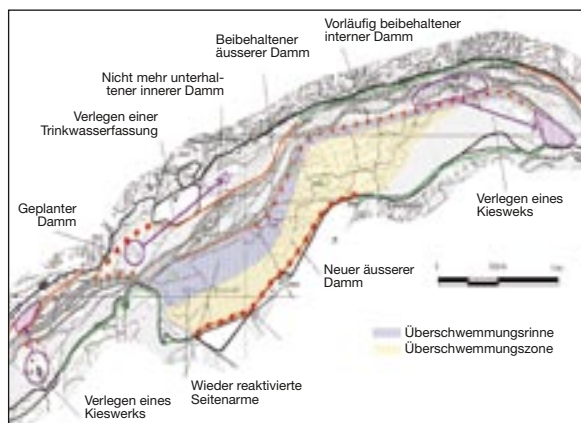 Vorläufig beibehaltener
interner Damm
Beibehaltener
äusserer Damm
Nicht mehr unterhal-
tener innerer Damm
Verlegen einer
Trinkwasserfassung
Geplanter
Damm
Verlegen eines
Kiesweks
Neuer äusserer
Damm
Überschwemmungsrinne
Überschwemmungszone
Wieder reaktivierte
Seitenarme
Verlegen eines
Kieswerks